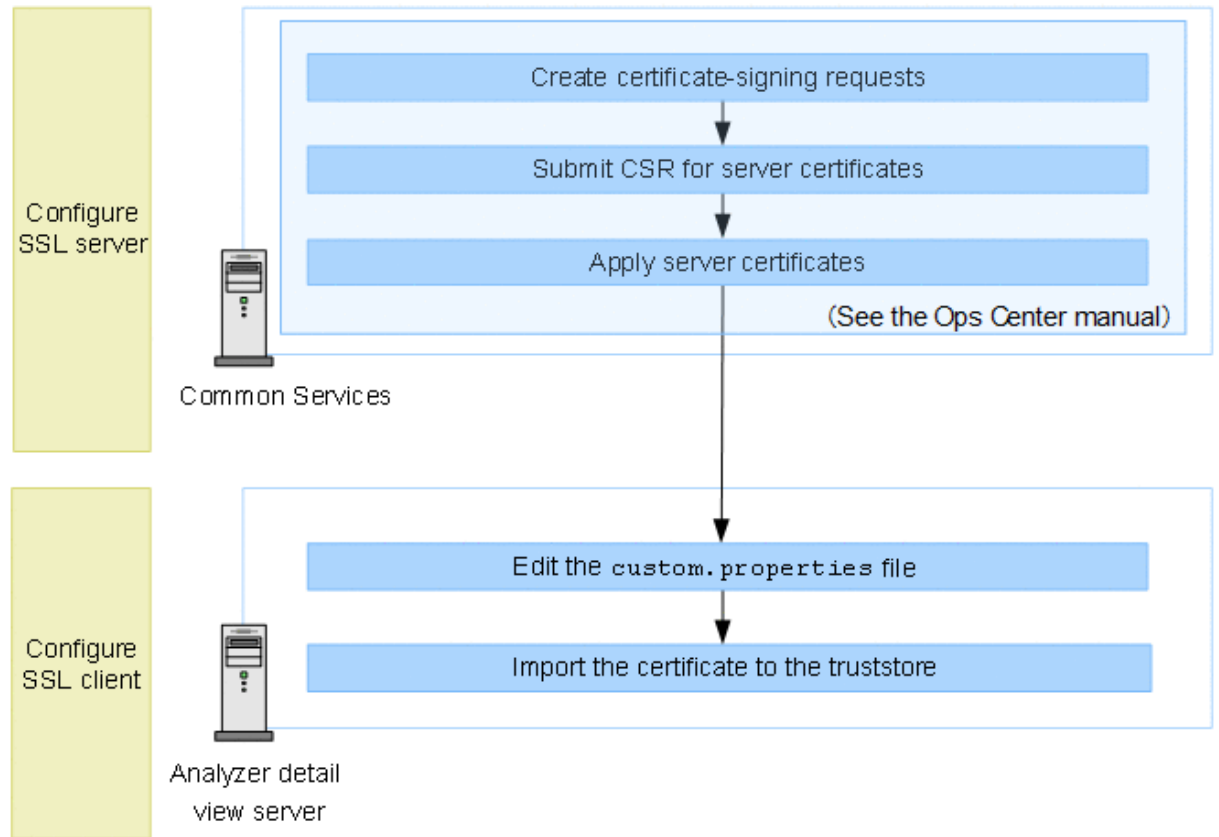 Configure
SSL server
Create certificate-signing requests
Submit CSR for server certificates
Apply server certificates
(See the Ops Center manual)
Common Services
Configure
SSL client
Edit the custom.properties file
Import the certificate to the truststore
Analyzer detail
view server